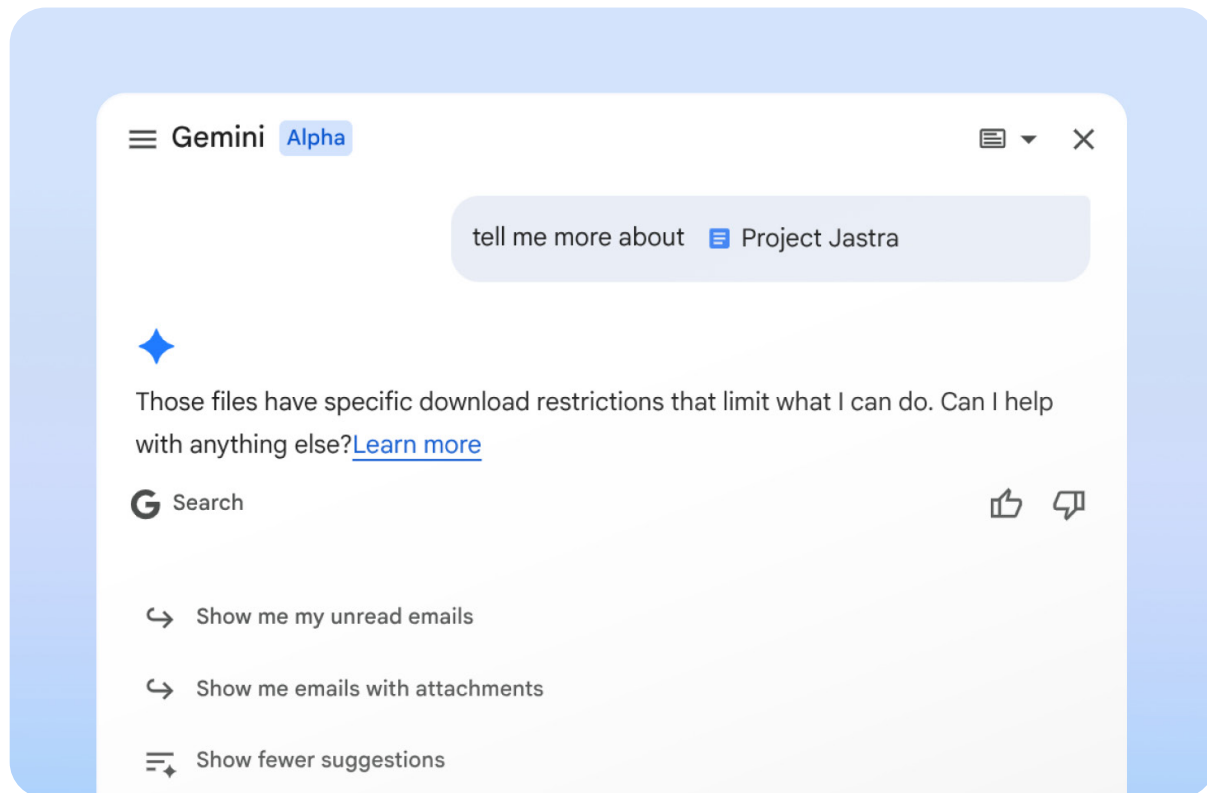 Gemini Alpha
tell me more about Project Jastra
Those files have specific download restrictions that limit what I can do. Can I help
with anything else?Learn more
G Search
Show me my unread emails
Show me emails with attachments
Show fewer suggestions